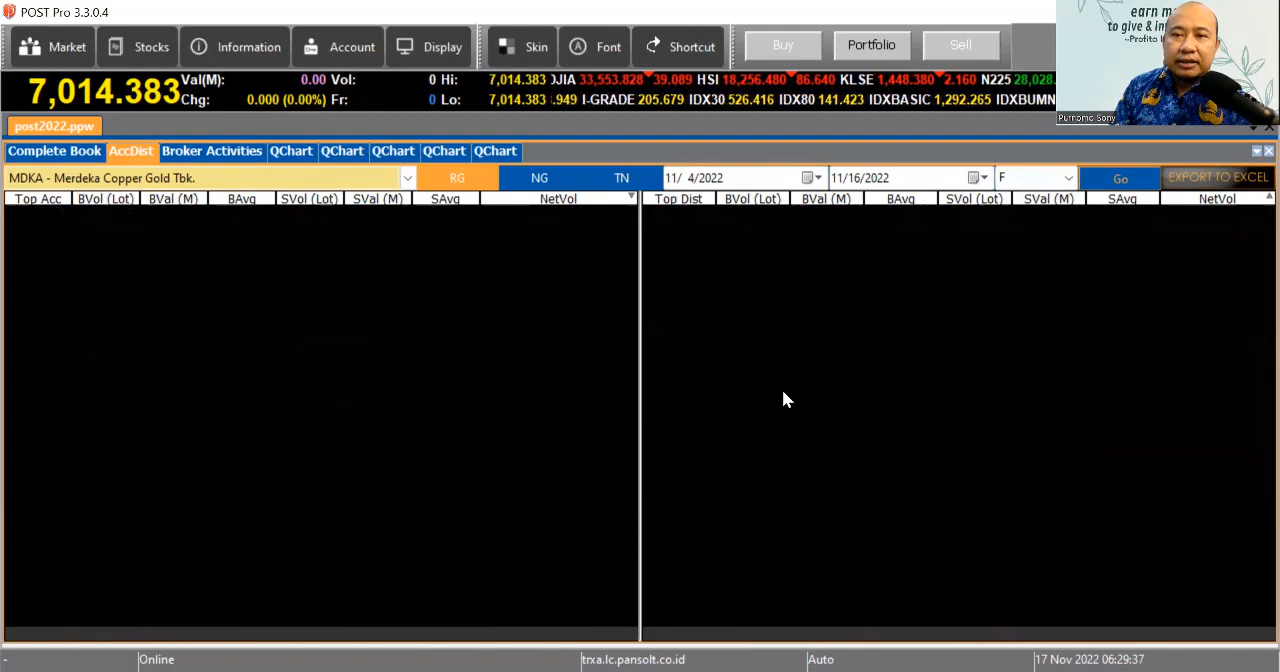 POST Pro 3.3.0.4
Market Stocks Information Account Display Skin Font Shortcut Buy Portfolio Sell
earn m
to give & in
~Profita I
Purnomo Sony
7,014.383
Val(M): 0.00 Vol: 0 Hi: 7,014.383 DJIA 33,553.828 39.089 HSI 18,256.480 86.640 KLSE 1,448.380 2.160 N225 28,028.
Chg: 0.000 (0.00%) Fr: 0 Lo: 7,014.383 .949 I-GRADE 205.679 IDX30 526.416 IDX80 141.423 IDXBASIC 1,292.265 IDXBUMN
post2022.ppw
Complete Book AccDist Broker Activities QChart QChart QChart QChart QChart
MDKA - Merdeka Copper Gold Tbk. RG NG TN 11/ 4/2022 11/16/2022 F Go EXPORT TO EXCEL
Top Acc BVol (Lot) BVal (M) BAvg SVol (Lot) SVal (M) SAvg NetVol Top Dist BVol (Lot) BVal (M) BAvg SVol (Lot) SVal (M) SAvg NetVol
- Online trxa.lc.pansolt.co.id Auto 17 Nov 2022 06:29:37